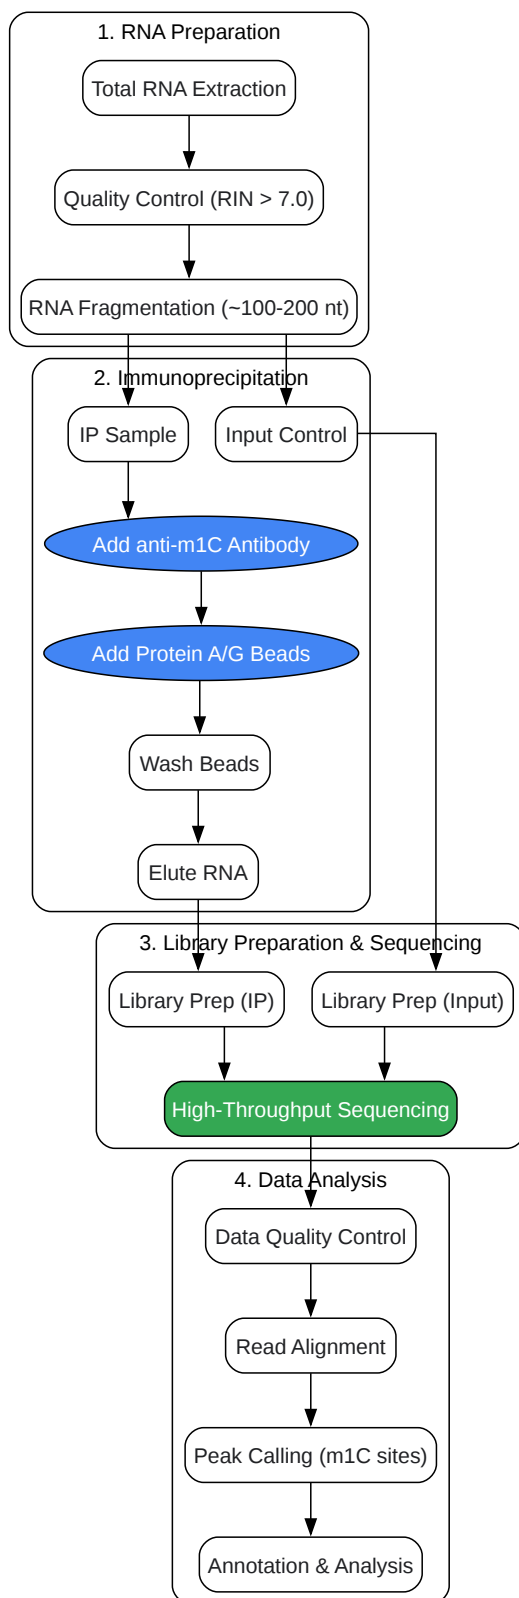 1. RNA Preparation
Total RNA Extraction
Quality Control (RIN > 7.0)
RNA Fragmentation (~100-200 nt)
2. Immunoprecipitation
IP Sample
Input Control
Add anti-m1C Antibody
Add Protein A/G Beads
Wash Beads
Elute RNA
3. Library Preparation & Sequencing
Library Prep (IP)
Library Prep (Input)
High-Throughput Sequencing
4. Data Analysis
Data Quality Control
Read Alignment
Peak Calling (m1C sites)
Annotation & Analysis